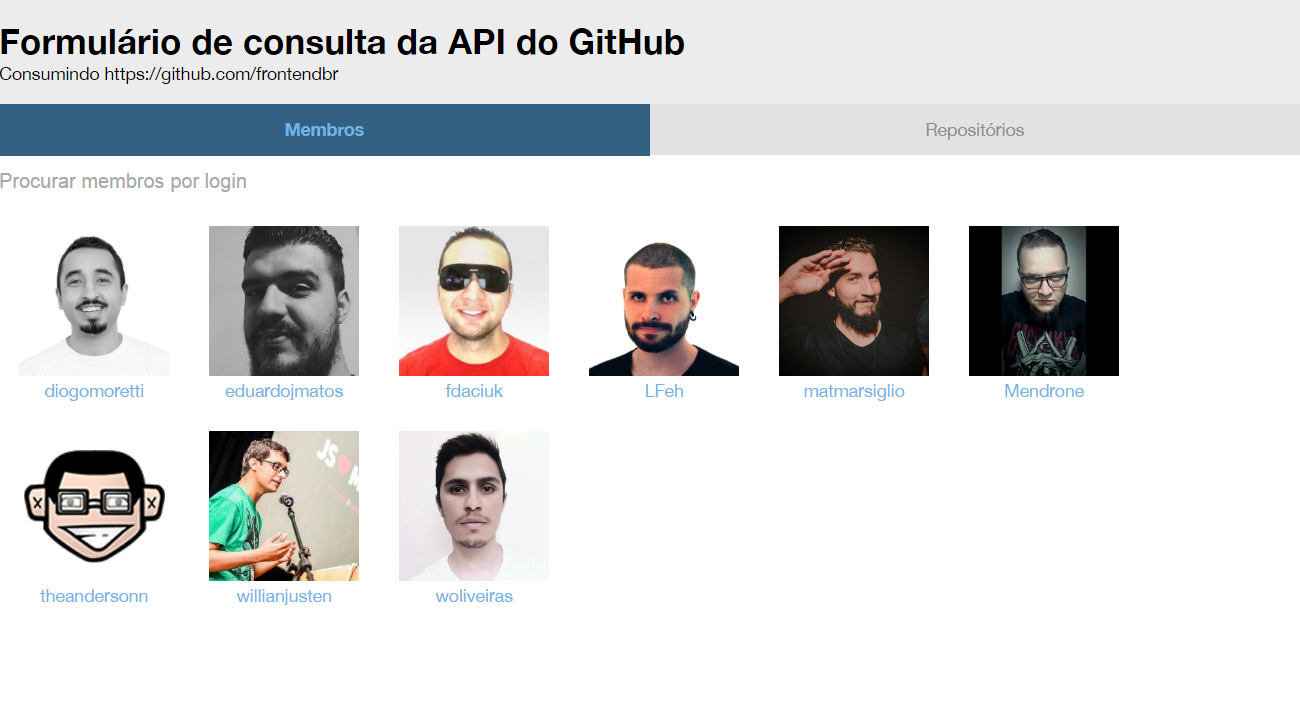 Formulário de consulta da API do GitHub
Consumindo https://github.com/frontendbr
Membros Repositórios
Procurar membros por login
diogomoretti eduardojmatos fdaciuk LFeh matmarsiglio Mendrone
JS
theandersonn willianjusten woliveiras